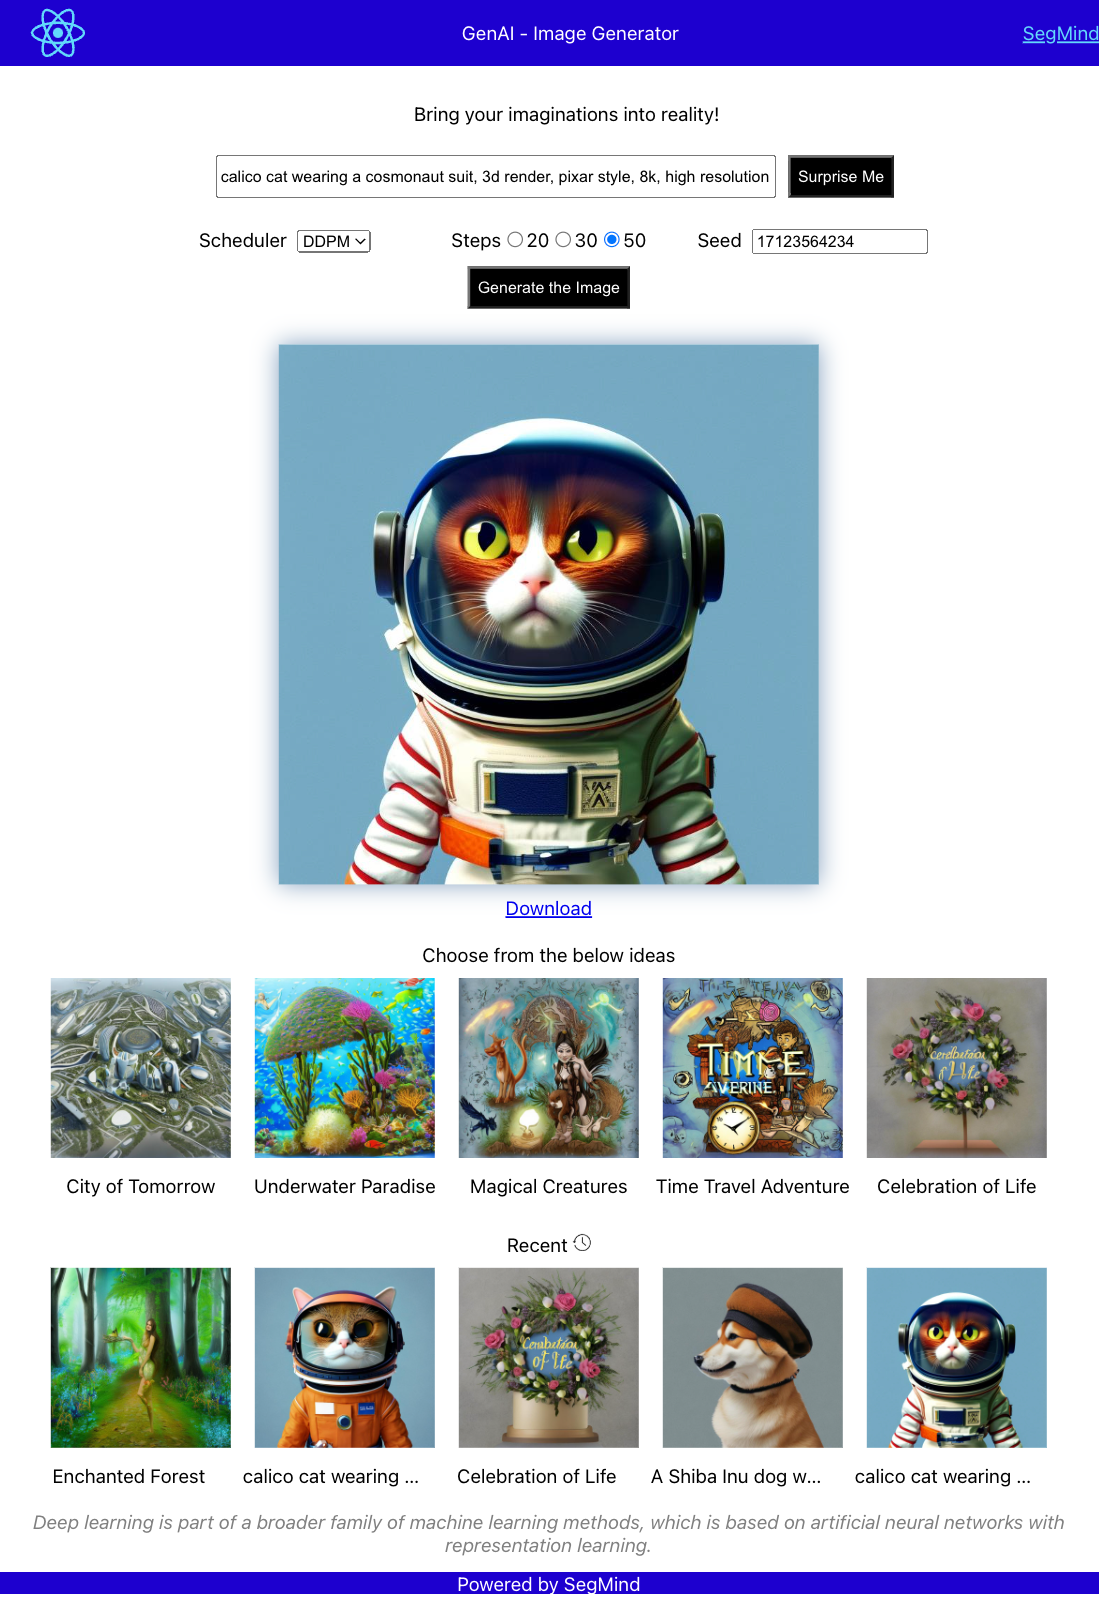 GenAI - Image Generator
SegMind
Bring your imaginations into reality!
calico cat wearing a cosmonaut suit, 3d render, pixar style, 8k, high resolution
Surprise Me
Scheduler DDPM Steps 20 30 50 Seed 17123564234
Generate the Image
Download
Choose from the below ideas
TIMFE
VERINE
City of Tomorrow
Underwater Paradise
Magical Creatures
Time Travel Adventure
Celebration of Life
Recent
of life
Enchanted Forest
calico cat wearing ...
Celebration of Life
A Shiba Inu dog w...
calico cat wearing ...
Deep learning is part of a broader family of machine learning methods, which is based on artificial neural networks with
representation learning.
Powered by SegMind